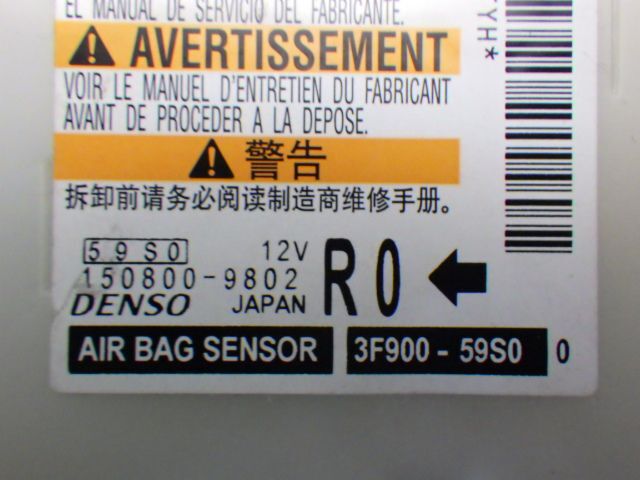 EL MANUAL DE SERVICIO DEL FABRICANTE.
AVERTISSEMENT
VOIR LE MANUEL D'ENTRETIEN DU FABRICANT
AVANT DE PROCEDER A LA DEPOSE.
警告
拆卸前请务必阅读制造商维修手册。
59S0 12V
150800-9802
DENSO JAPAN
R0
AIR BAG SENSOR 3F900 - 59S0 0
YH*